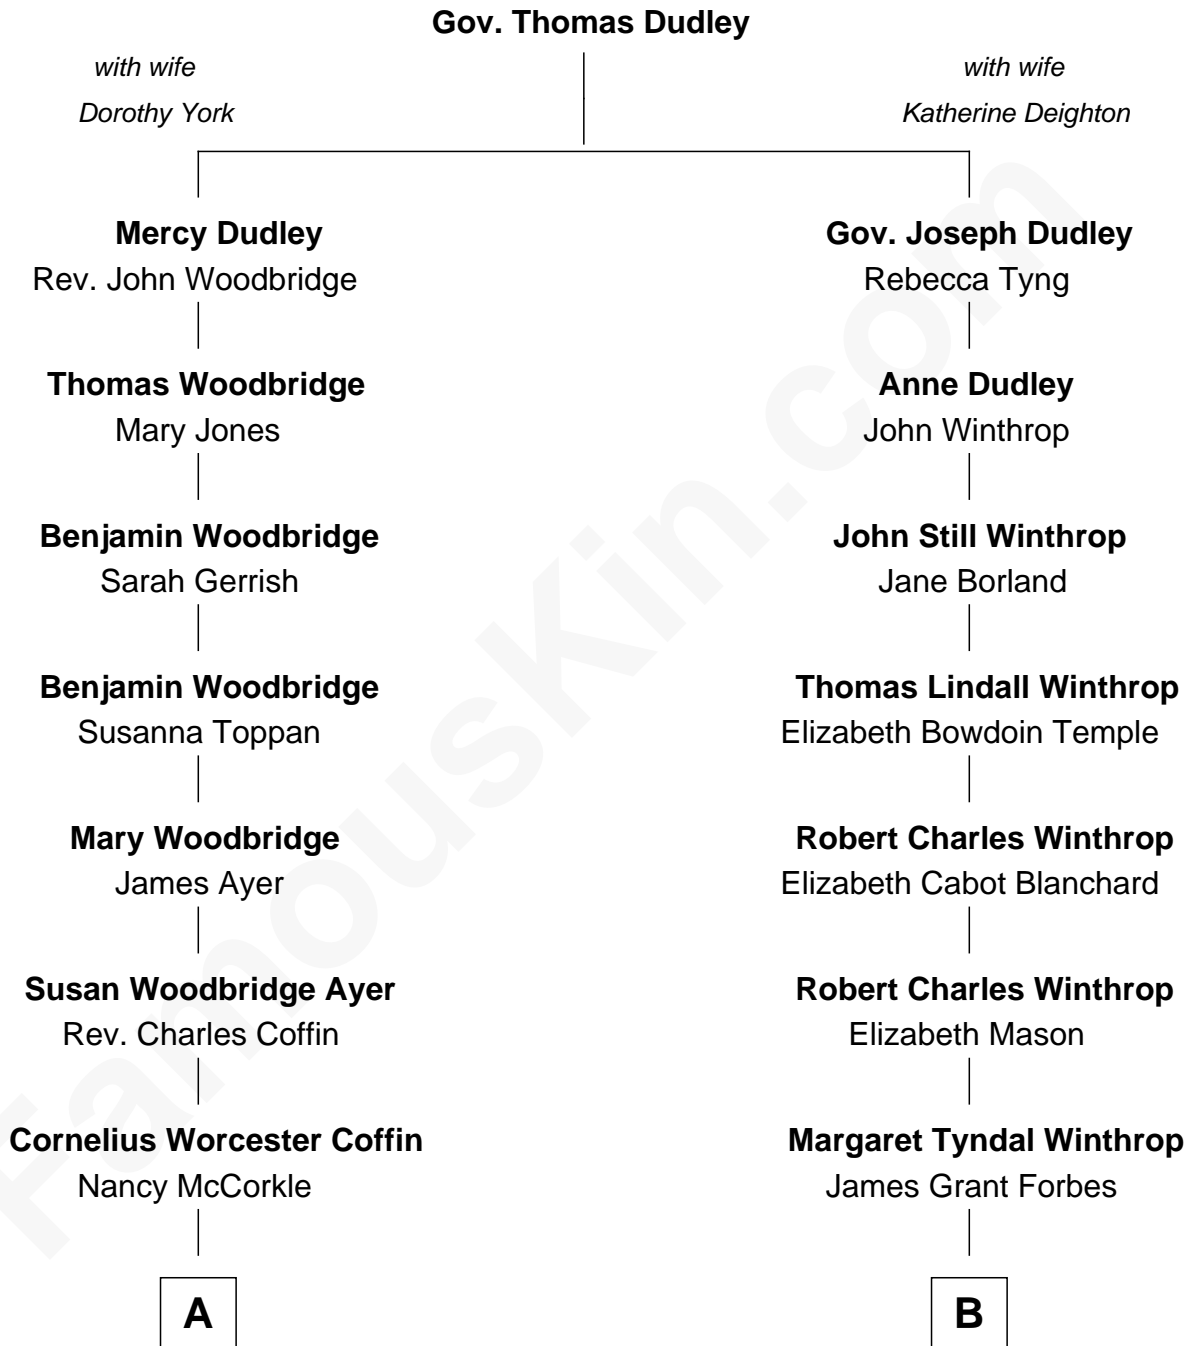 Gov. Thomas Dudley
with wife
Dorothy York
with wife
Katherine Deighton
Mercy Dudley
Rev. John Woodbridge
Gov. Joseph Dudley
Rebecca Tyng
Thomas Woodbridge
Mary Jones
Anne Dudley
John Winthrop
Benjamin Woodbridge
Sarah Gerrish
John Still Winthrop
Jane Borland
Benjamin Woodbridge
Susanna Toppan
Thomas Lindall Winthrop
Elizabeth Bowdoin Temple
Mary Woodbridge
James Ayer
Robert Charles Winthrop
Elizabeth Cabot Blanchard
Susan Woodbridge Ayer
Rev. Charles Coffin
Robert Charles Winthrop
Elizabeth Mason
Cornelius Worcester Coffin
Nancy McCorkle
Margaret Tyndal Winthrop
James Grant Forbes
A
B
FamousKin.com